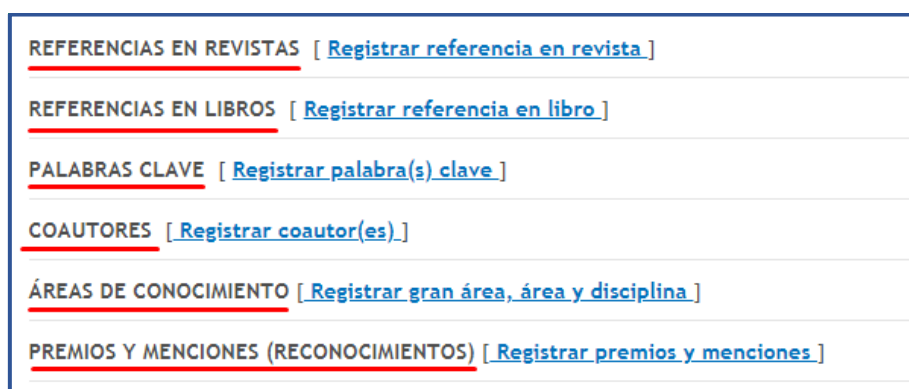 REFERENCIAS EN REVISTAS [ Registrar referencia en revista ]
REFERENCIAS EN LIBROS [ Registrar referencia en libro ]
PALABRAS CLAVE [ Registrar palabra(s) clave ]
COAUTORES [ Registrar coautor(es) ]
ÁREAS DE CONOCIMIENTO [ Registrar gran área, área y disciplina ]
PREMIOS Y MENCIONES (RECONOCIMIENTOS) [ Registrar premios y menciones ]